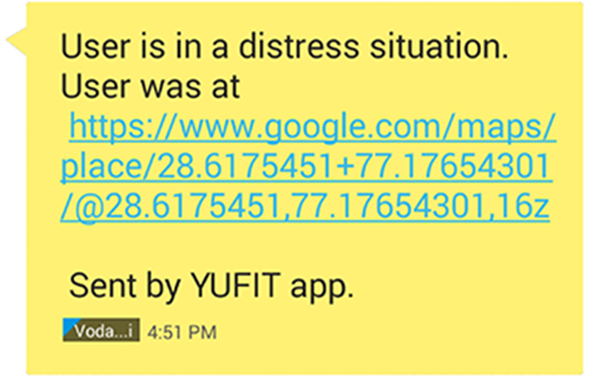 User is in a distress situation.
User was at
https://www.google.com/maps/
place/28.6175451+77.17654301
/@28.6175451,77.17654301,16z
Sent by YUFIT app.
Voda...i 4:51 PM